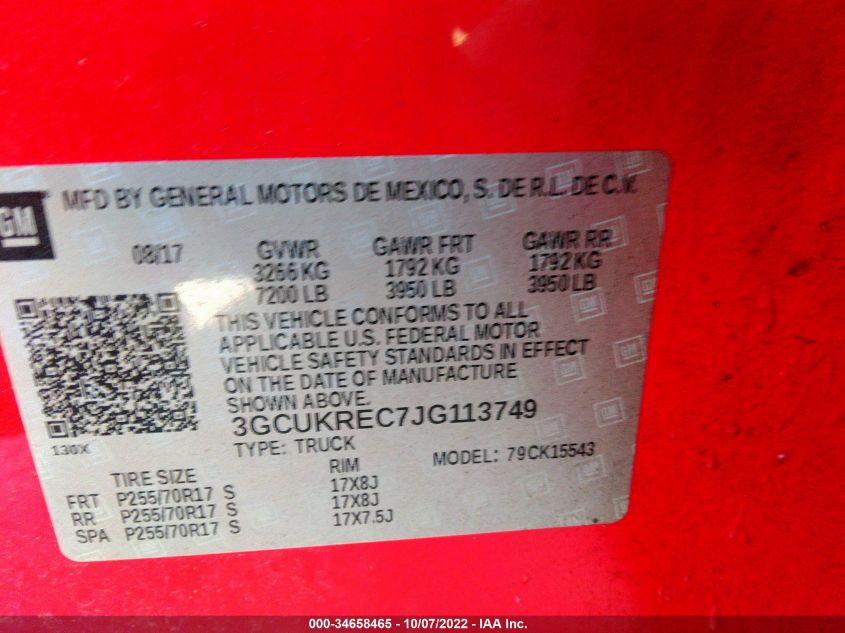 GM
MFD BY GENERAL MOTORS DE MEXICO, S. DE R.L. DE C.V.
08/17 GVWR GAWR FRT GAWR RR
3266 KG 1792 KG 1792 KG
7200 LB 3950 LB 3950 LB
THIS VEHICLE CONFORMS TO ALL
APPLICABLE U.S. FEDERAL MOTOR
VEHICLE SAFETY STANDARDS IN EFFECT
ON THE DATE OF MANUFACTURE
SHOWN ABOVE.
3GCUKREC7JG113749
130X
TYPE: TRUCK MODEL: 79CK15543
TIRE SIZE RIM
FRT P255/70R17 S 17X8J
RR P255/70R17 S 17X8J
SPA P255/70R17 S 17X7.5J
000-34658465 - 10/07/2022 - IAA Inc.